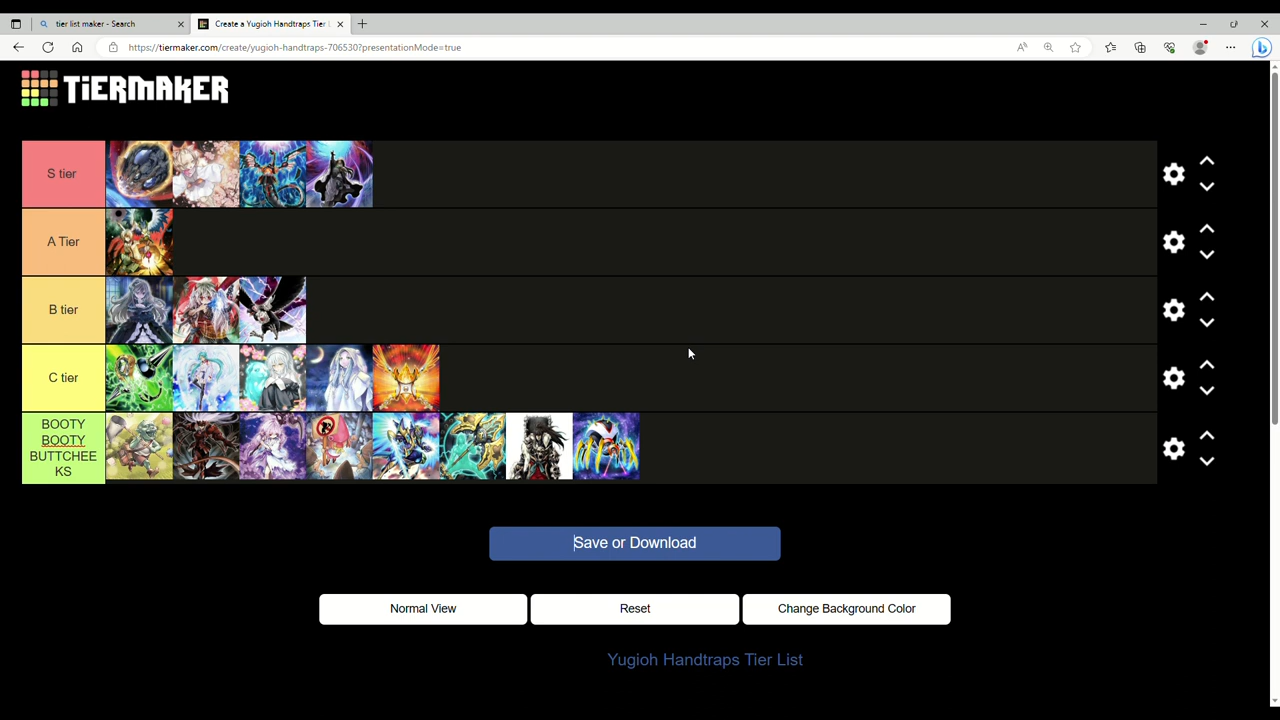 tier list maker - Search
Create a Yugioh Handtraps Tier L
https://tiermaker.com/create/yugioh-handtraps-706530?presentationMode=true
TiERMAKER
S tier
A Tier
B tier
C tier
BOOTY
BOOTY
BUTTCHEE
KS
Save or Download
Normal View
Reset
Change Background Color
Yugioh Handtraps Tier List